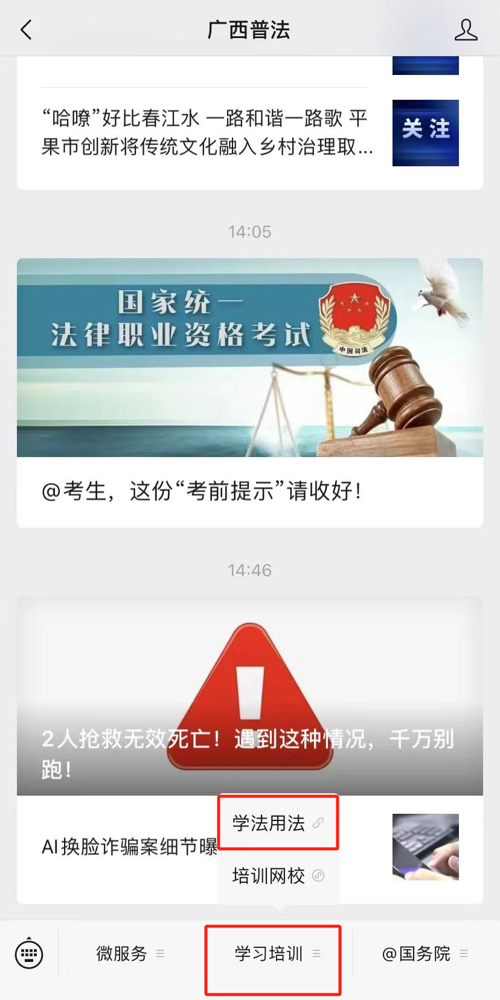 广西普法
“哈嘹”好比春江水 一路和谐一路歌 平
果市创新将传统文化融入乡村治理取...
关注
14:05
国家统一
法律职业资格考试
中国司法
@考生，这份“考前提示”请收好！
14:46
2人抢救无效死亡！遇到这种情况，千万别
跑！
AI换脸诈骗案细节曝
学法用法
培训网校
微服务
学习培训
@国务院